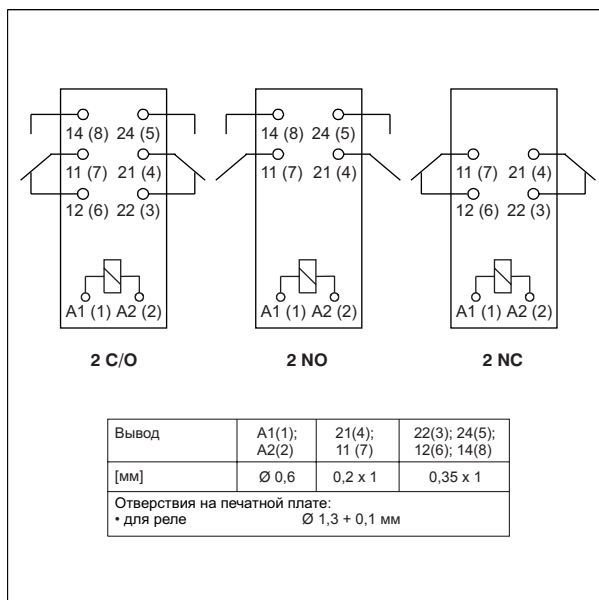 14 (8) 24 (5)
11 (7) 21 (4)
12 (6) 22 (3)
A1 (1) A2 (2)
2 C/O
14 (8) 24 (5)
11 (7) 21 (4)
A1 (1) A2 (2)
2 NO
11 (7) 21 (4)
12 (6) 22 (3)
A1 (1) A2 (2)
2 NC
Вывод A1(1); 21(4); 22(3); 24(5);
A2(2) 11 (7) 12(6); 14(8)
[мм] Ø 0,6 0,2 x 1 0,35 x 1
Отверстия на печатной плате:
• для реле Ø 1,3 + 0,1 мм